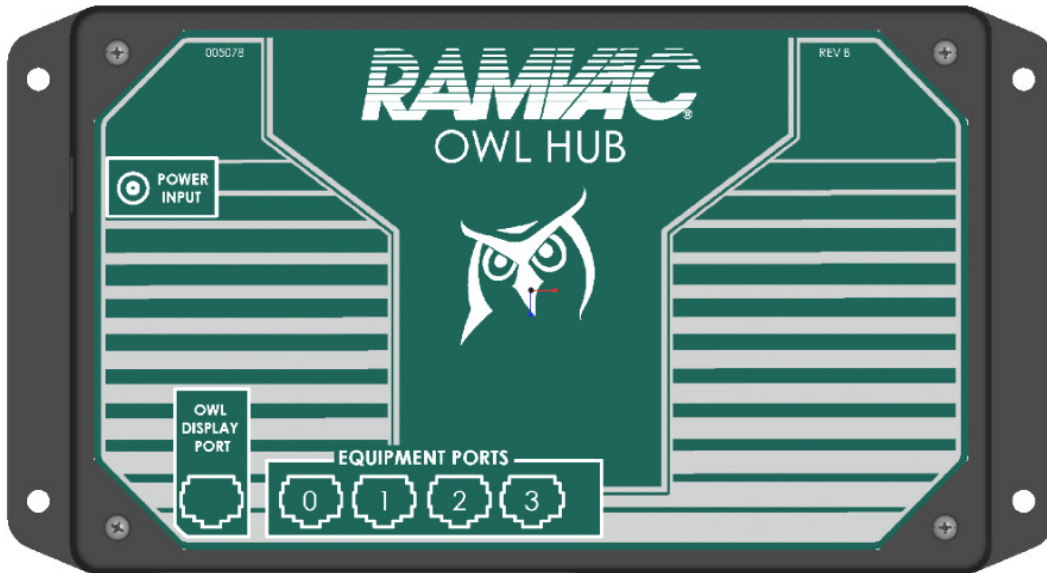 005078
REV B
RAMVAC®
OWL HUB
POWER
INPUT
OWL
DISPLAY
PORT
EQUIPMENT PORTS
0 1 2 3